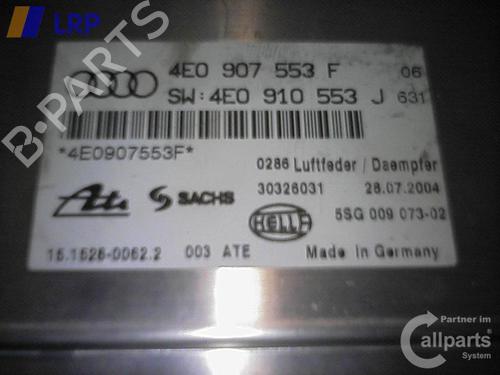 LRP
B-PARTS
4E0 907 553 F 06
SW: 4E0 910 553 J 631
*4E0907553F*
0286 Luftfeder / Daempfer
30326031 28.07.2004
Ate SACHS HELLA 5SG 009 073-02
15.1526-0062.2 003 ATE Made in Germany
Partner im
Callparts
System